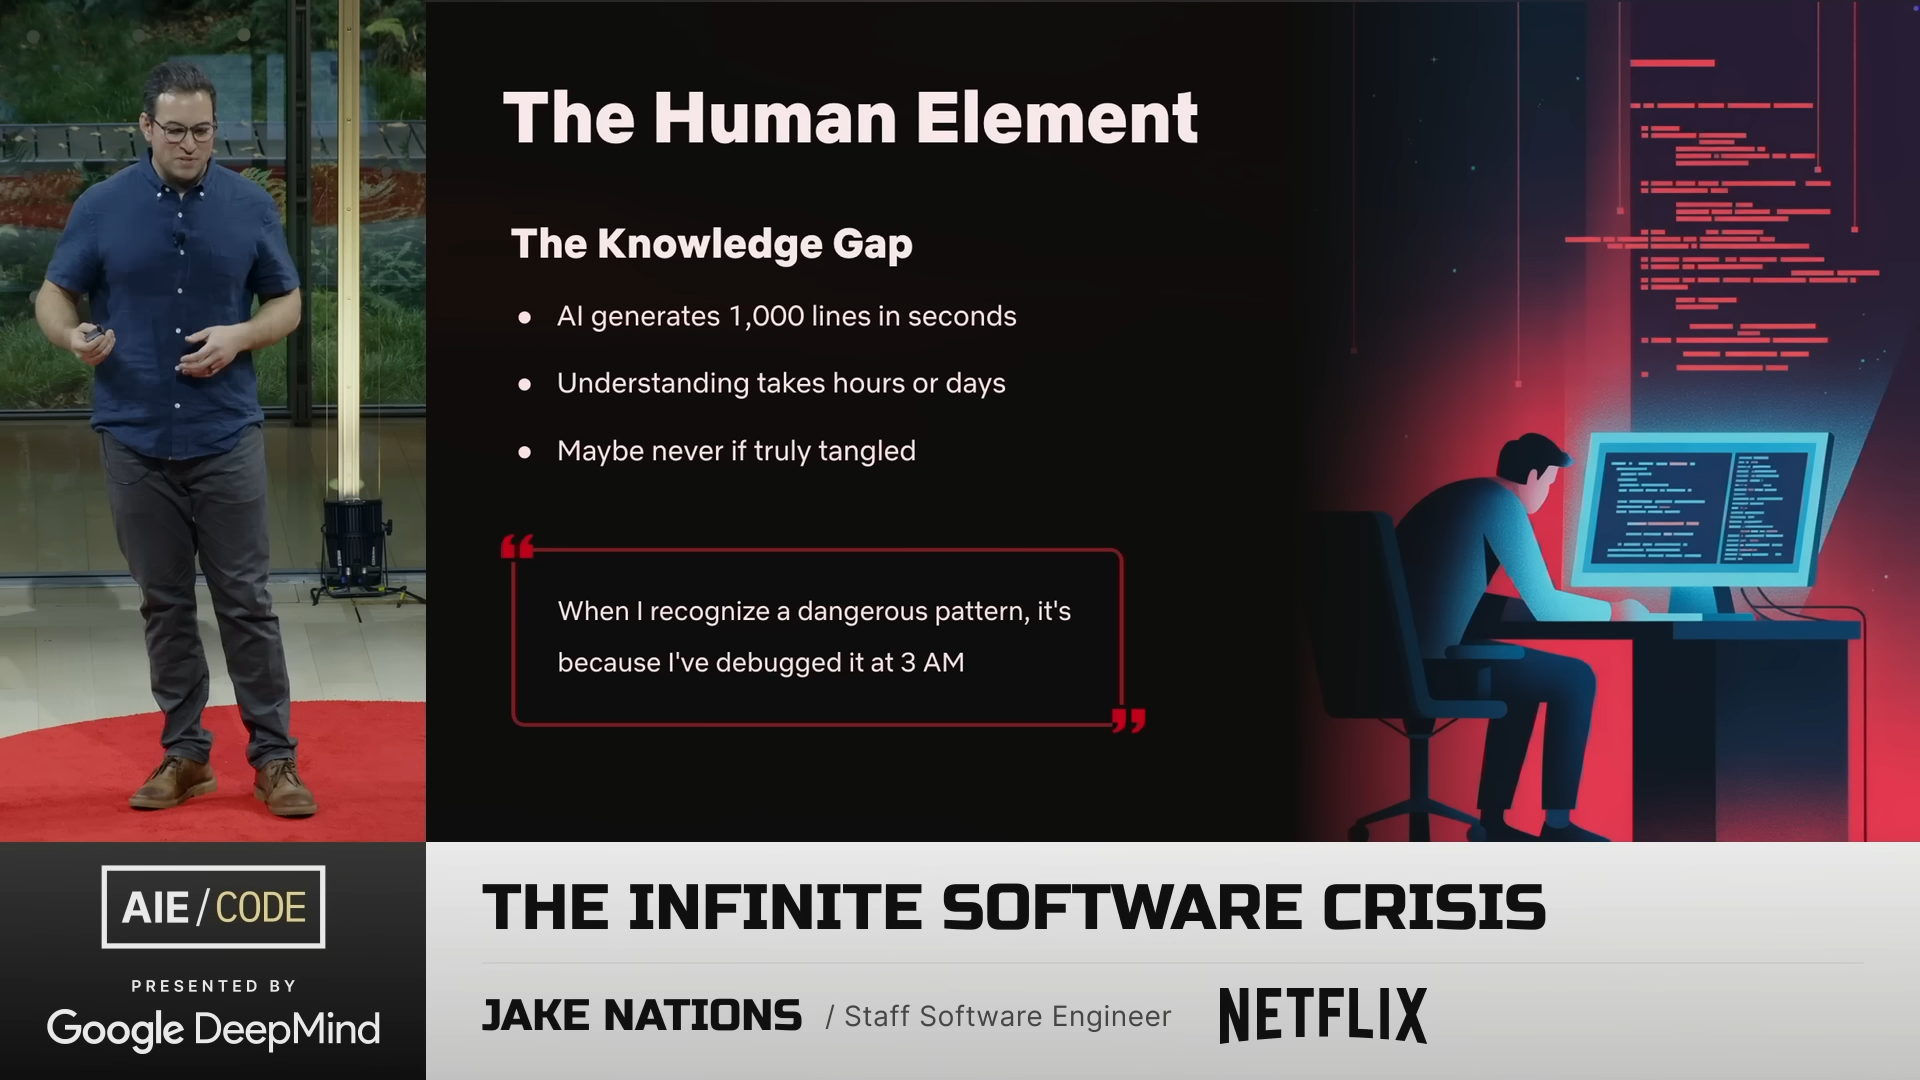 The Human Element
The Knowledge Gap
• AI generates 1,000 lines in seconds
• Understanding takes hours or days
• Maybe never if truly tangled
“
When I recognize a dangerous pattern, it's
because I've debugged it at 3 AM
”
AIE/CODE
PRESENTED BY
Google DeepMind
THE INFINITE SOFTWARE CRISIS
JAKE NATIONS / Staff Software Engineer NETFLIX